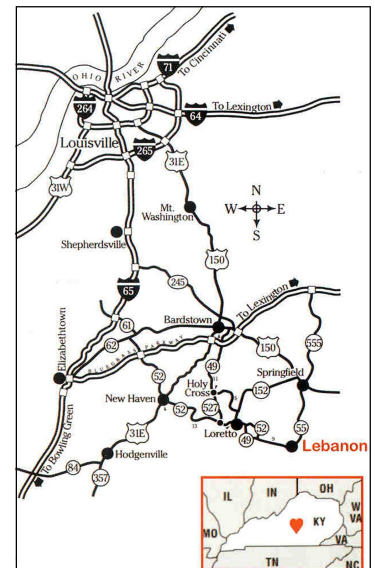 71
To Cincinnati
OHIO RIVER
264
To Lexington
64
Louisville
265
31E
31W
N
W E
S
Mt.
Washington
Shepherdsville
150
65
245
To Lexington
Bardstown
61
62
BLUEGRASS PARKWAY
Elizabethtown
150
555
49
Springfield
52
Holy
Cross
152
New Haven
527
52
52
55
Loretto
49
9
Lebanon
31E
13
To Bowling Green
84
Hodgenville
357
IL
IN
OH
W
VA
KY
MO
VA
TN
NC